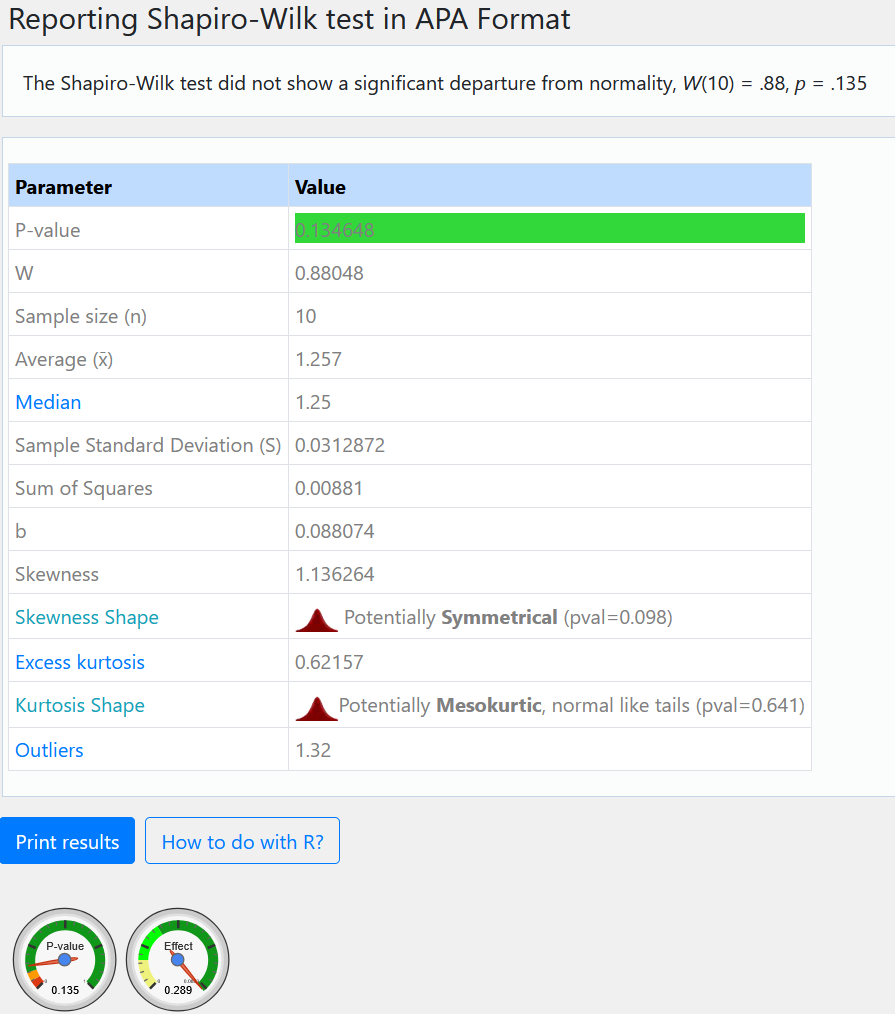 Reporting Shapiro-Wilk test in APA Format
The Shapiro-Wilk test did not show a significant departure from normality, W(10) = .88, p = .135
Parameter Value
P-value 0.134648
W 0.88048
Sample size (n) 10
Average (x̄) 1.257
Median 1.25
Sample Standard Deviation (S) 0.0312872
Sum of Squares 0.00881
b 0.088074
Skewness 1.136264
Skewness Shape Potentially Symmetrical (pval=0.098)
Excess kurtosis 0.62157
Kurtosis Shape Potentially Mesokurtic, normal like tails (pval=0.641)
Outliers 1.32
Print results How to do with R?
P-value Effect
0.135 0.289